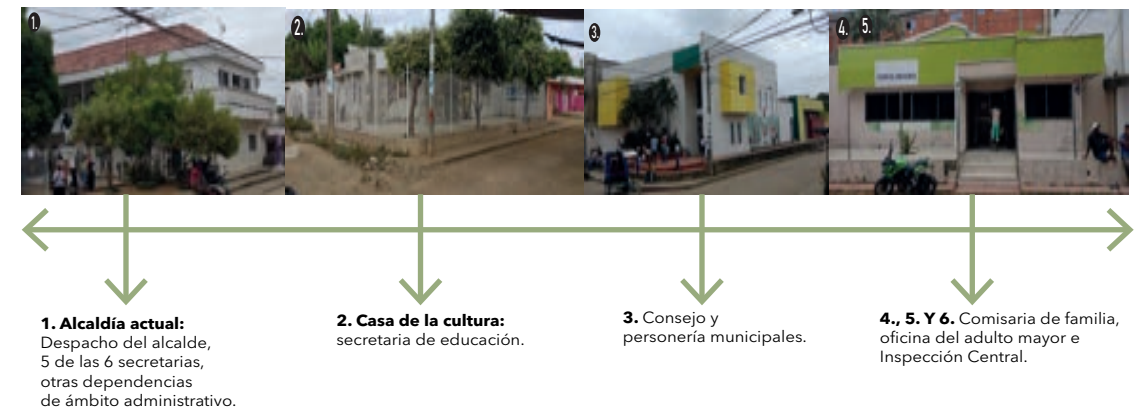 1.
2.
3.
4. 5.
1. Alcaldía actual:
Despacho del alcalde,
5 de las 6 secretarias,
otras dependencias
de ámbito administrativo.
2. Casa de la cultura:
secretaria de educación.
3. Consejo y
personería municipales.
4., 5. Y 6. Comisaria de familia,
oficina del adulto mayor e
Inspección Central.